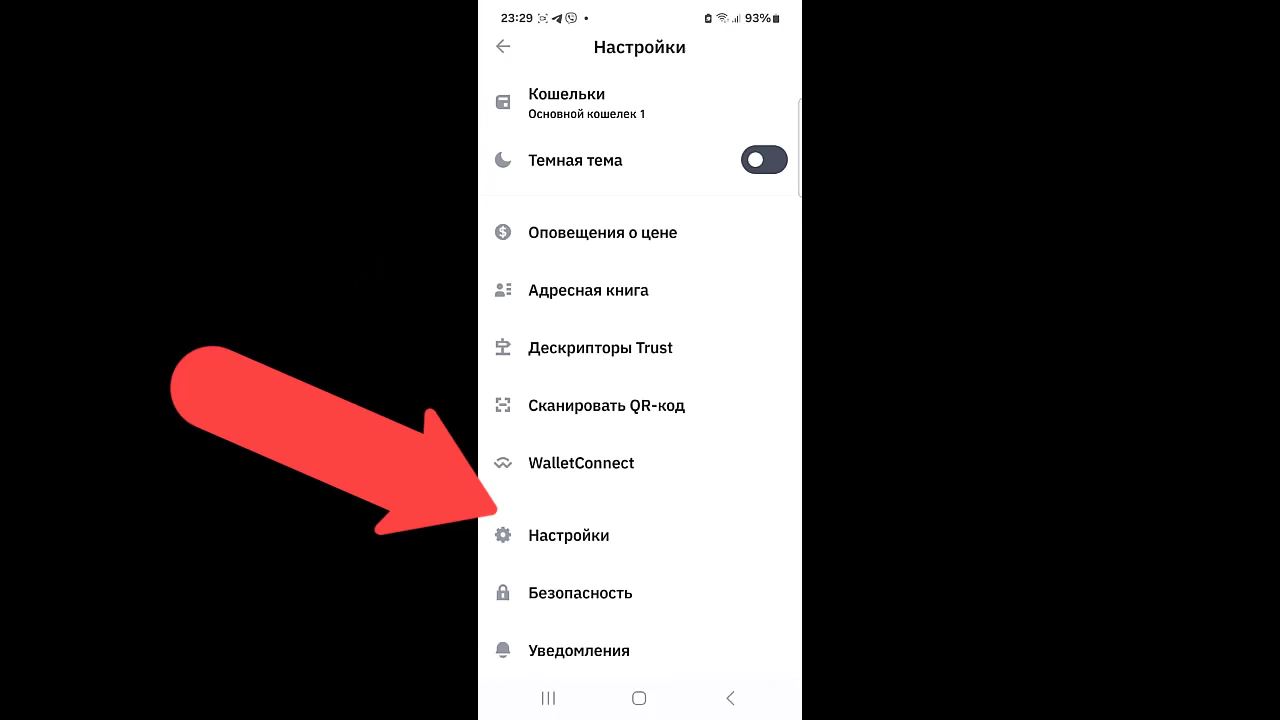 23:29 93%
Настройки
Кошельки
Основной кошелек 1
Темная тема
Оповещения о цене
Адресная книга
Дескрипторы Trust
Сканировать QR-код
WalletConnect
Настройки
Безопасность
Уведомления